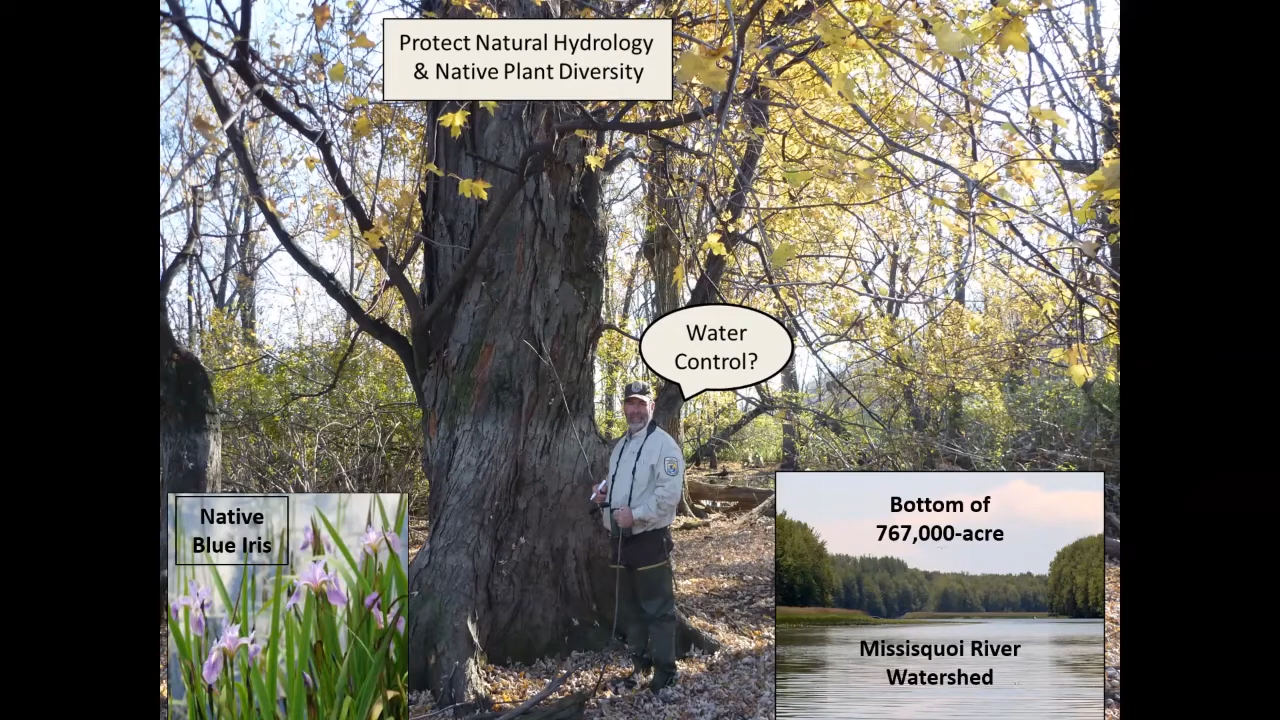 Protect Natural Hydrology
& Native Plant Diversity
Water
Control?
Native
Blue Iris
Bottom of
767,000-acre
Missisquoi River
Watershed